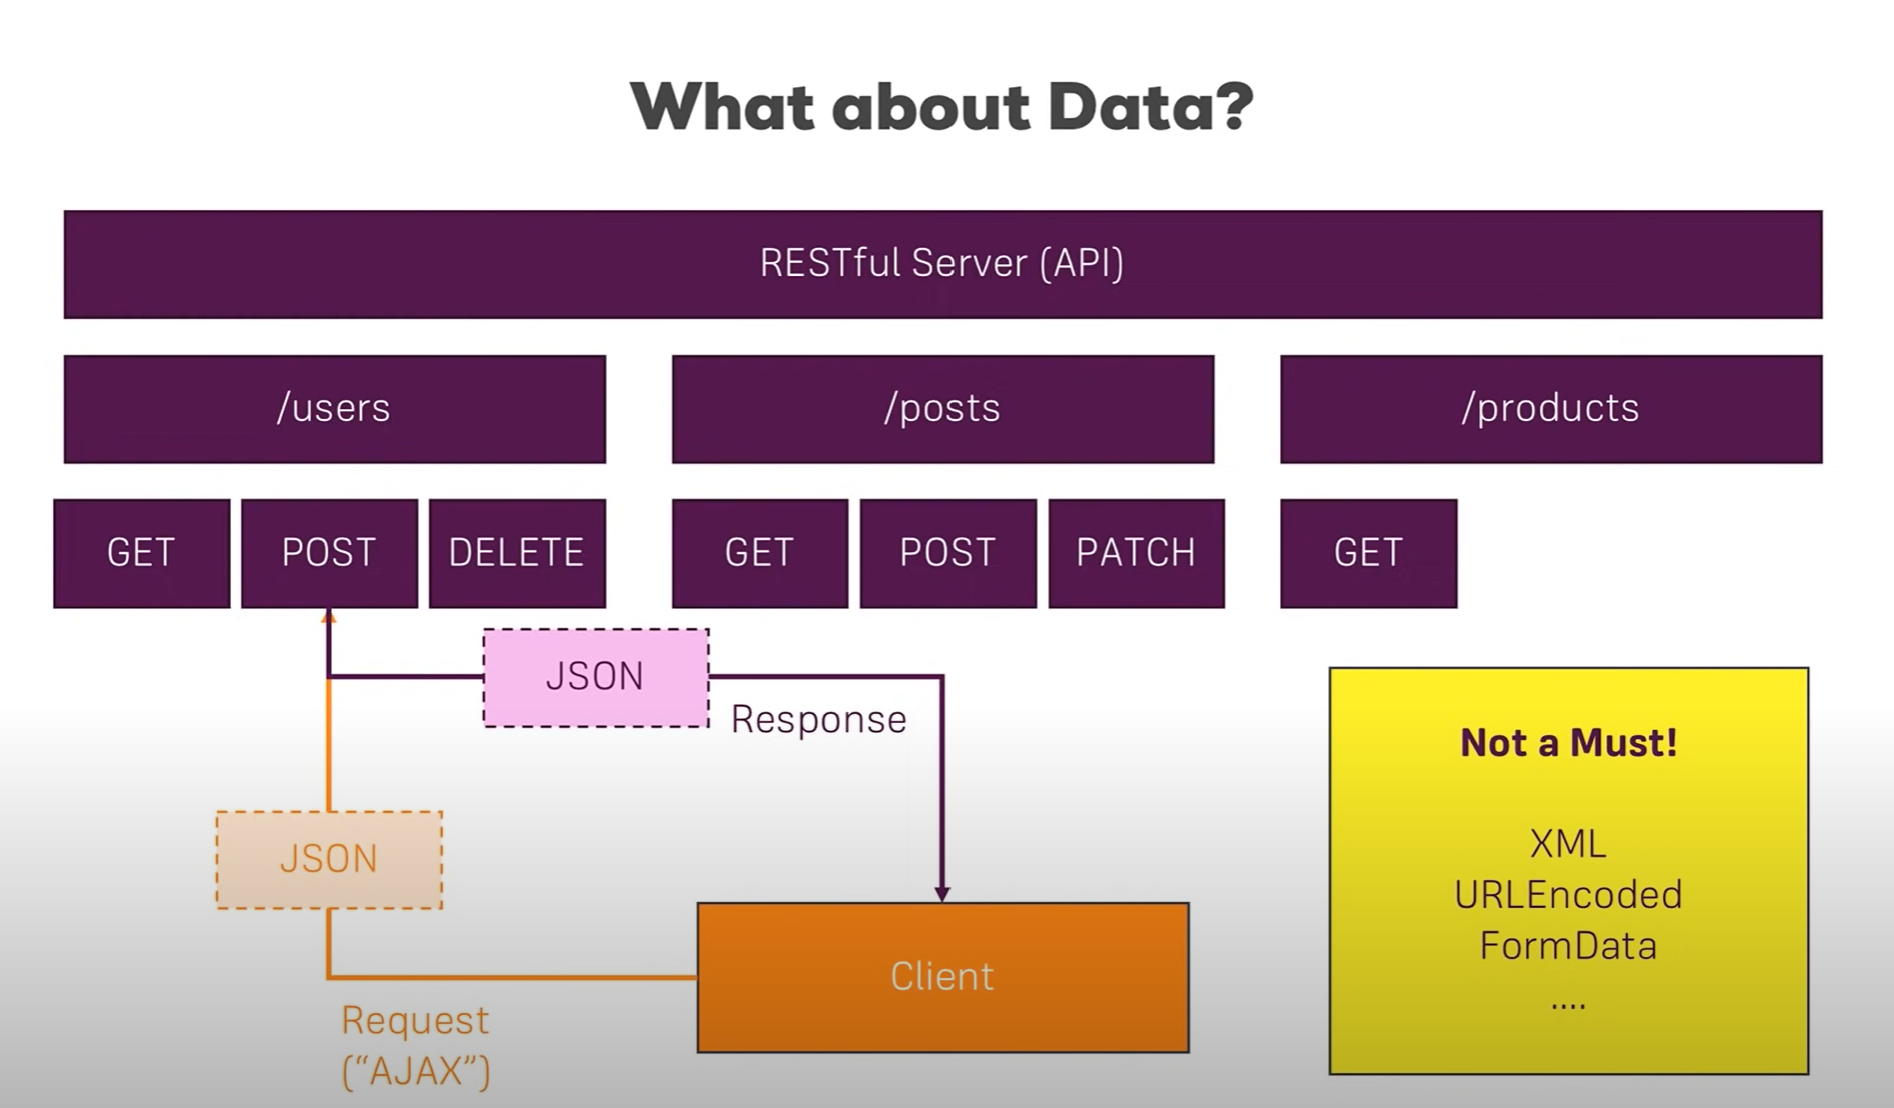 What about Data?
RESTful Server (API)
/users
/posts
/products
GET
POST
DELETE
GET
POST
PATCH
GET
JSON
Response
JSON
Request
(“AJAX”)
Client
Not a Must!
XML
URLEncoded
FormData
....